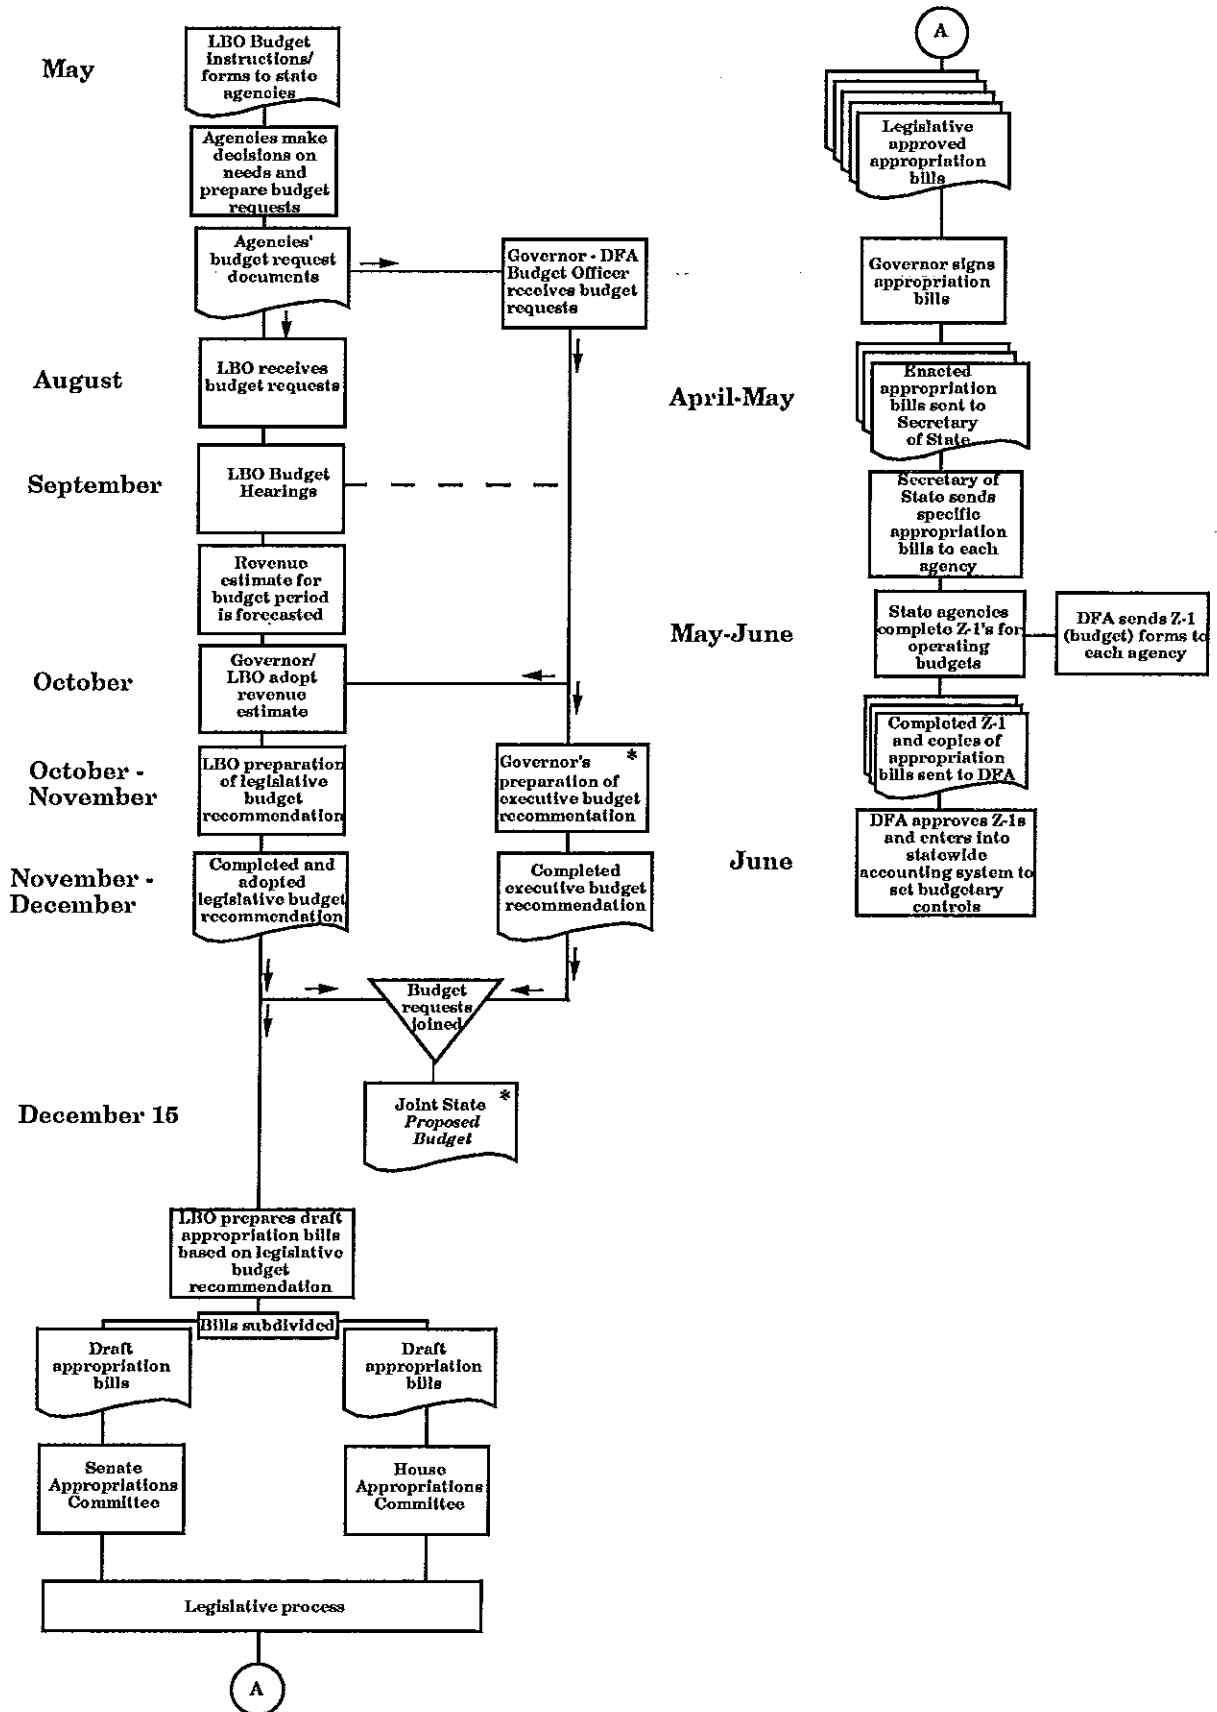 May
LBO Budget
instructions/
forms to state
agencies
Agencies make
decisions on
needs and
prepare budget
requests
Agencies'
budget request
documents
Governor - DFA
Budget Officer
receives budget
requests
August
LBO receives
budget requests
September
LBO Budget
Hearings
Revenue
estimate for
budget period
is forecasted
October
Governor/
LBO adopt
revenue
estimate
October -
November
LBO preparation
of legislative
budget
recommendation
Governor's *
preparation of
executive budget
recommentation
November -
December
Completed and
adopted
legislative budget
recommendation
Completed
executive budget
recommendation
Budget
requests
joined
December 15
Joint State *
Proposed
Budget
LBO prepares draft
appropriation bills
based on legislative
budget
recommendation
Bills subdivided
Draft
appropriation
bills
Draft
appropriation
bills
Senate
Appropriations
Committee
House
Appropriations
Committee
Legislative process
A
A
Legislative
approved
appropriation
bills
Governor signs
appropriation
bills
April-May
Enacted
appropriation
bills sent to
Secretary
of State
Secretary of
State sends
specific
appropriation
bills to each
agency
May-June
State agencies
complete Z-1's for
operating
budgets
DFA sends Z-1
(budget) forms to
each agency
Completed Z-1
and copies of
appropriation
bills sent to DFA
June
DFA approves Z-1s
and enters into
statewide
accounting system to
set budgetary
controls